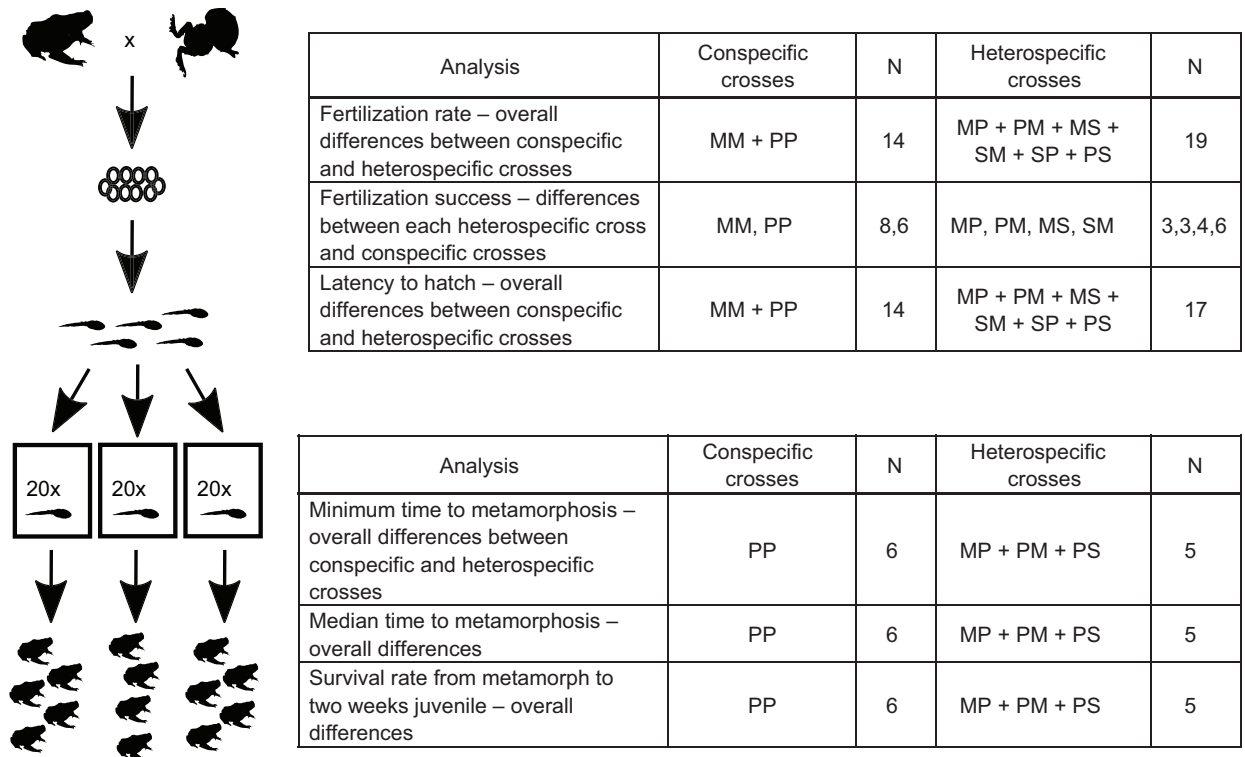 x
Analysis
Conspecific
crosses
N
Heterospecific
crosses
N
Fertilization rate – overall
differences between conspecific
and heterospecific crosses
MM + PP
14
MP + PM + MS +
SM + SP + PS
19
Fertilization success – differences
between each heterospecific cross
and conspecific crosses
MM, PP
8,6
MP, PM, MS, SM
3,3,4,6
Latency to hatch – overall
differences between conspecific
and heterospecific crosses
MM + PP
14
MP + PM + MS +
SM + SP + PS
17
20x
20x
20x
Analysis
Conspecific
crosses
N
Heterospecific
crosses
N
Minimum time to metamorphosis –
overall differences between
conspecific and heterospecific
crosses
PP
6
MP + PM + PS
5
Median time to metamorphosis –
overall differences
PP
6
MP + PM + PS
5
Survival rate from metamorph to
two weeks juvenile – overall
differences
PP
6
MP + PM + PS
5